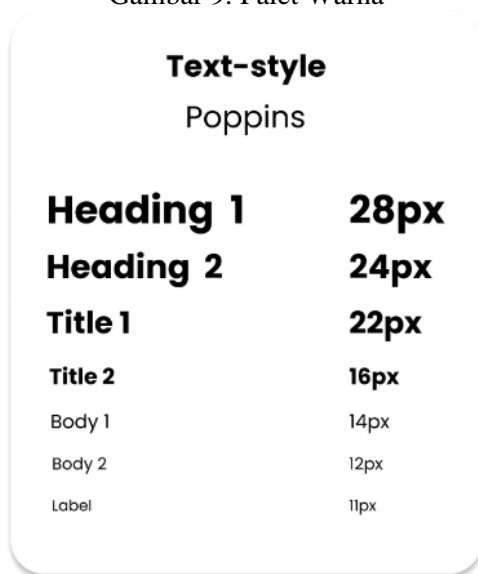 Gambar 9. Palet Warna
Text-style
Poppins
Heading 1 28px
Heading 2 24px
Title 1 22px
Title 2 16px
Body 1 14px
Body 2 12px
Label 11px